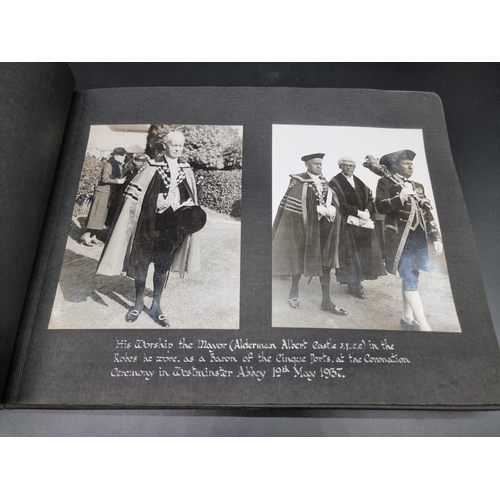 His Worship the Mayor (Alderman Albert Castle J.P., C.C.) in the
Robes he wore, as a Baron of the Cinque Ports, at the Coronation
Ceremony in Westminster Abbey 12th May 1937.